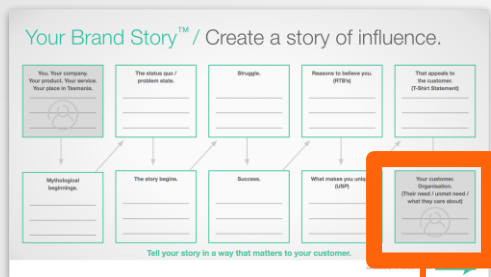 Your Brand Story™ / Create a story of influence.
You. Your company.
Your product. Your service.
Your place in Tasmania.
The status quo /
problem state.
Struggle.
Reasons to believe you.
(RTB's)
That appeals to
the customer.
(T-Shirt Statement)
Mythological
beginnings.
The story begins.
Success.
What makes you
(USP)
Your customer.
Organisation.
(Their need / unmet need /
what they care about)
Tell your story in a way that matters to your customer.